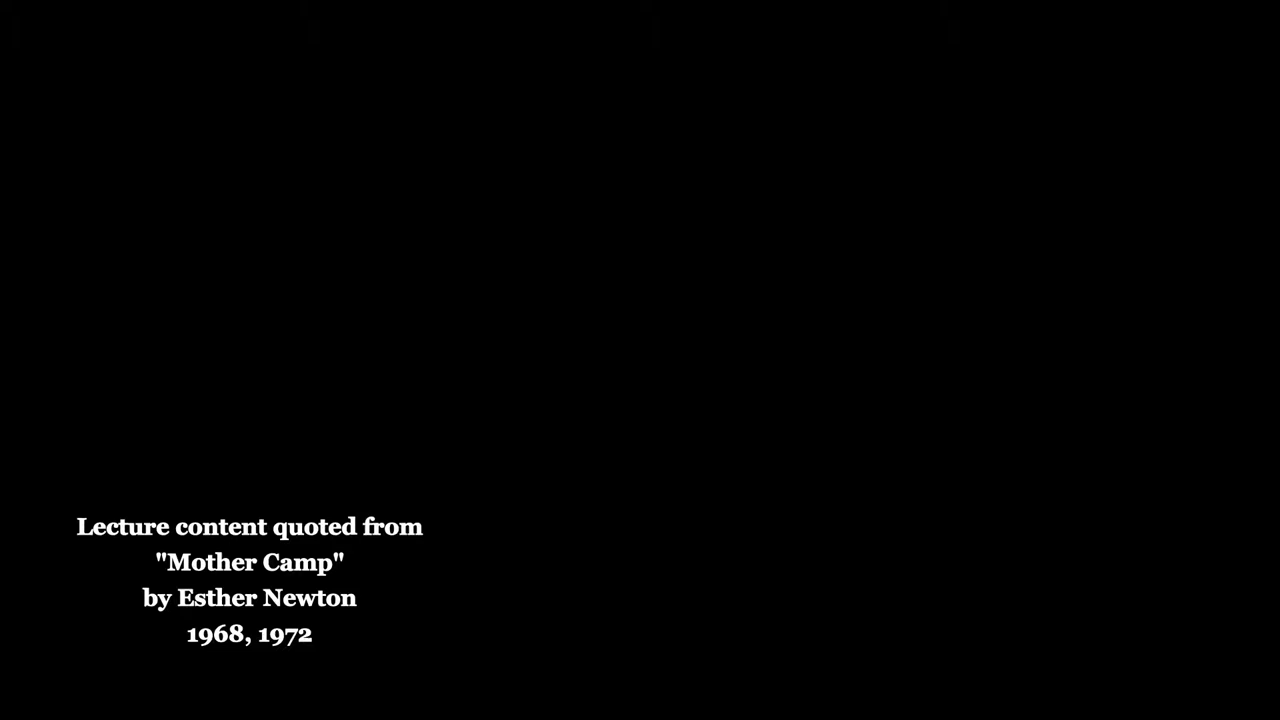 Lecture content quoted from
"Mother Camp"
by Esther Newton
1968, 1972